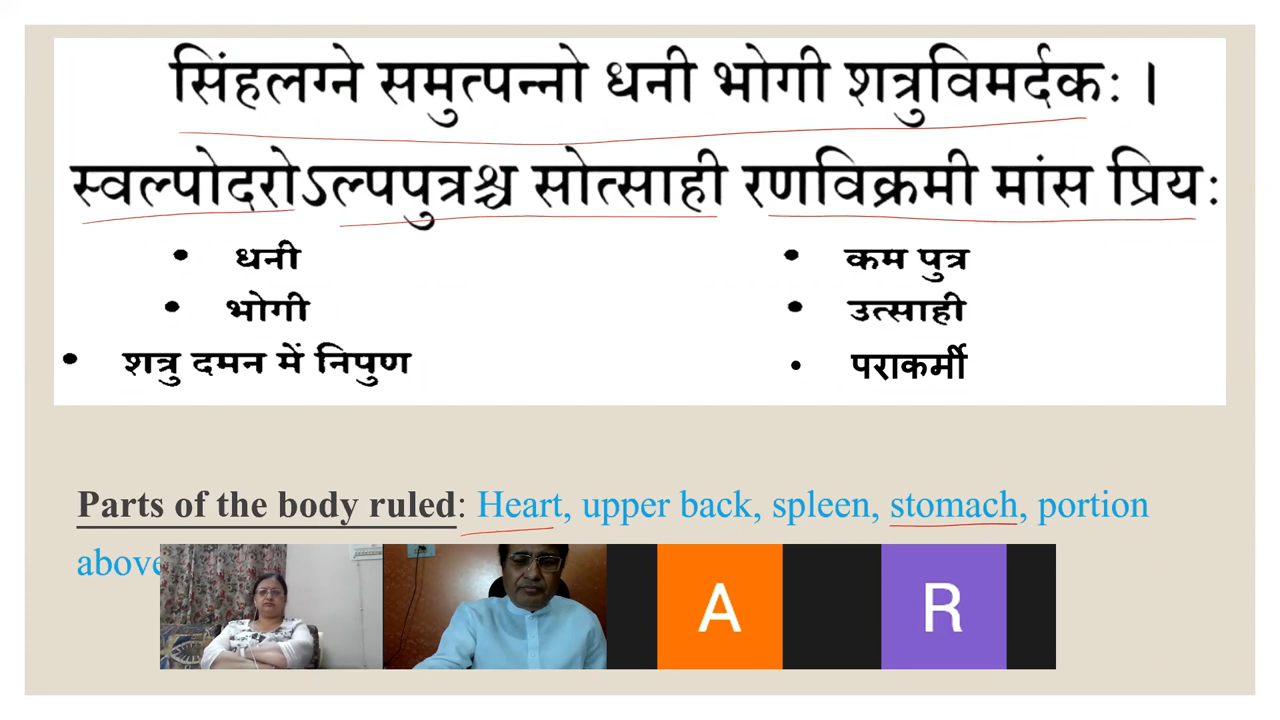 सिंहलग्ने समुत्पन्नो धनी भोगी शत्रुविमर्दकः ।
स्वल्पोदरोऽल्पपुत्रश्च सोत्साही रणविक्रमी मांस प्रियः
• धनी
• भोगी
• शत्रु दमन में निपुण
• कम पुत्र
• उत्साही
• पराकर्मी
Parts of the body ruled: Heart, upper back, spleen, stomach, portion
above
A
R